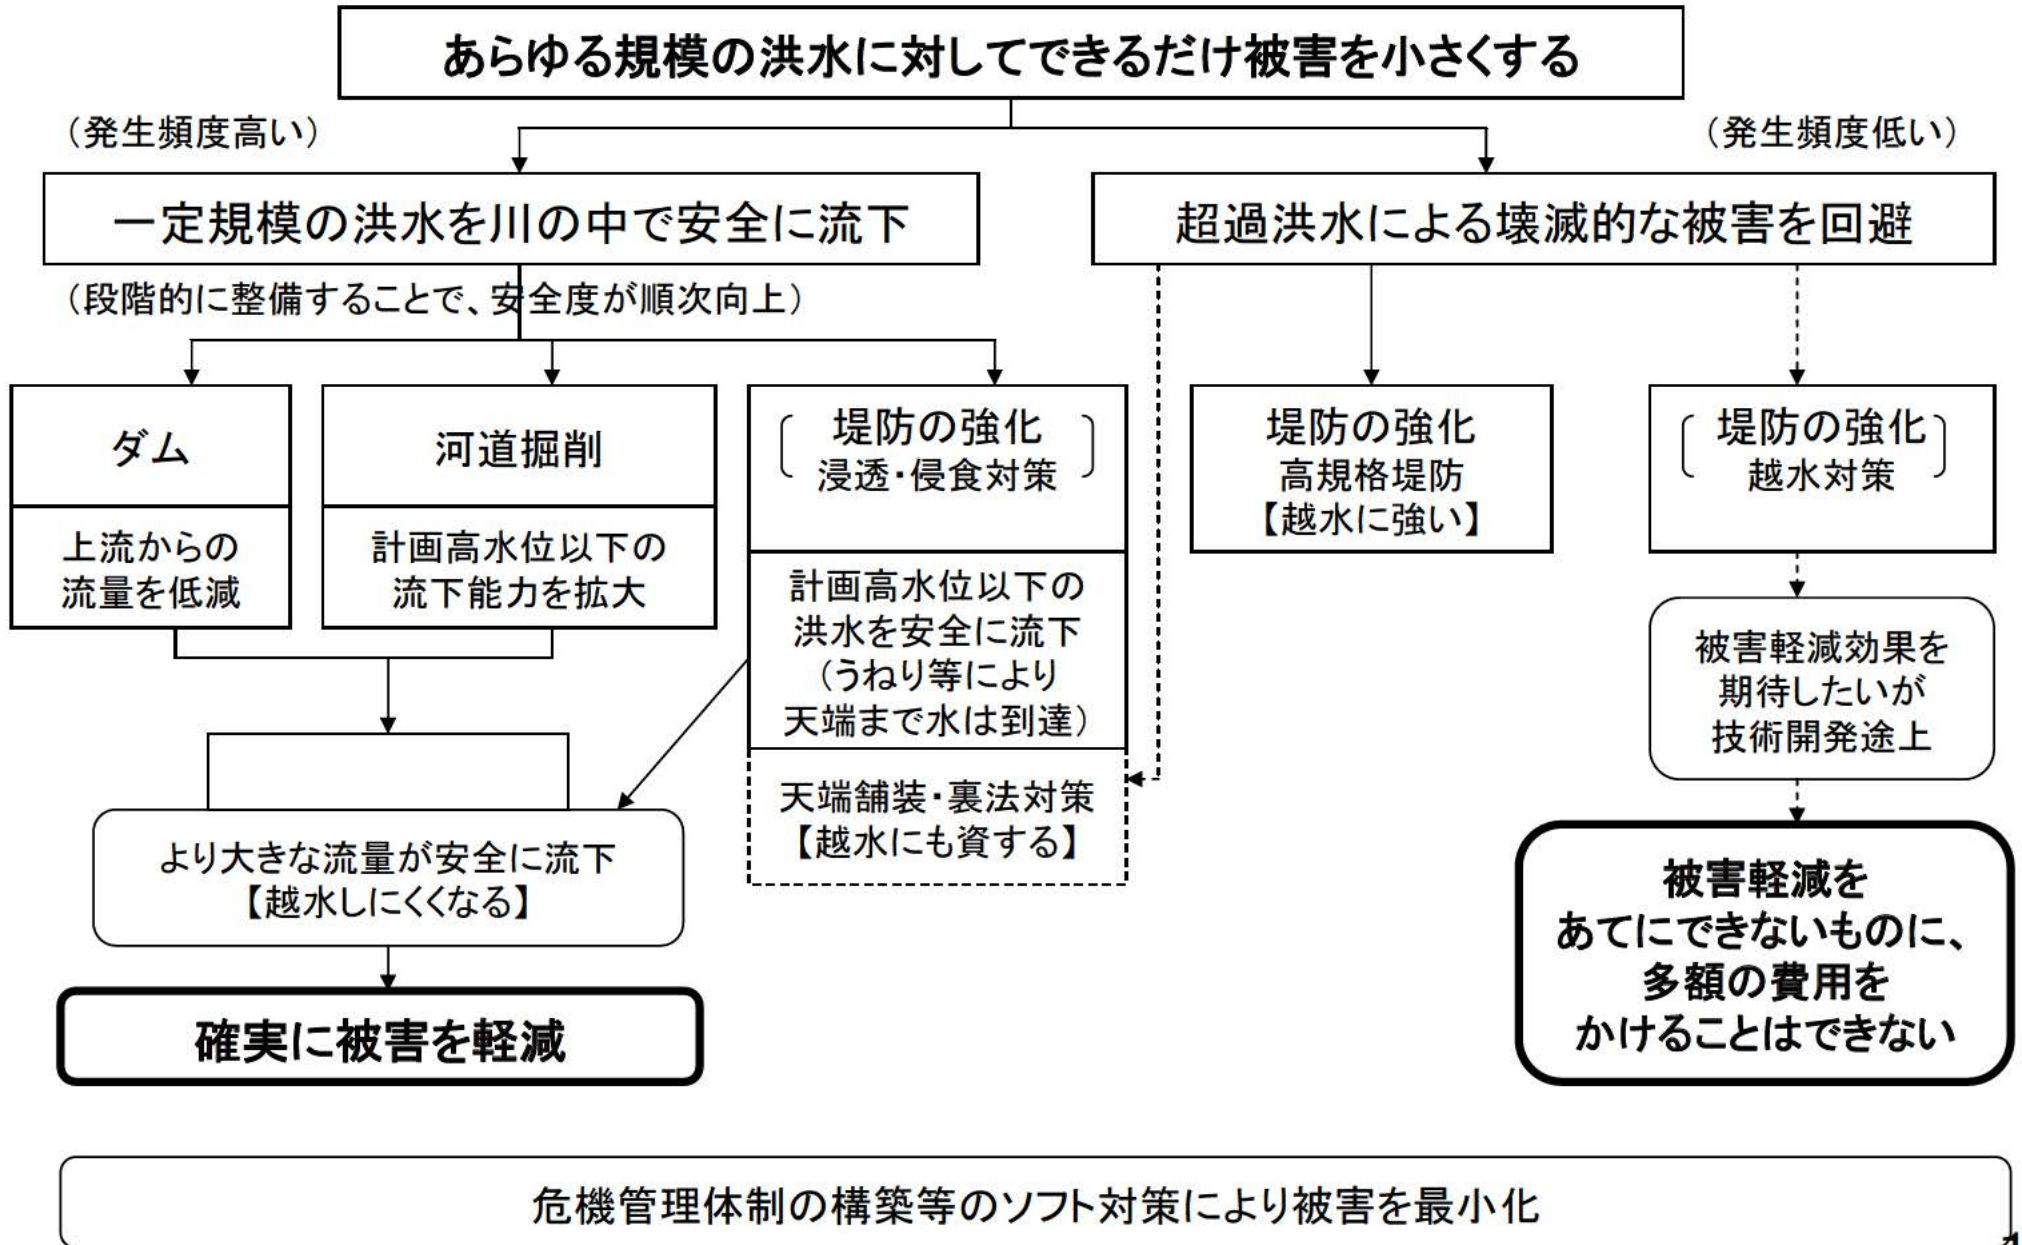 あらゆる規模の洪水に対してできるだけ被害を小さくする
（発生頻度高い）
（発生頻度低い）
一定規模の洪水を川の中で安全に流下
超過洪水による壊滅的な被害を回避
（段階的に整備することで、安全度が順次向上）
ダム
上流からの
流量を低減
河道掘削
計画高水位以下の
流下能力を拡大
堤防の強化
浸透・侵食対策
計画高水位以下の
洪水を安全に流下
（うねり等により
天端まで水は到達）
天端舗装・裏法対策
【越水にも資する】
堤防の強化
高規格堤防
【越水に強い】
堤防の強化
越水対策
被害軽減効果を
期待したいが
技術開発途上
より大きな流量が安全に流下
【越水しにくくなる】
確実に被害を軽減
被害軽減を
あてにできないものに、
多額の費用を
かけることはできない
危機管理体制の構築等のソフト対策により被害を最小化